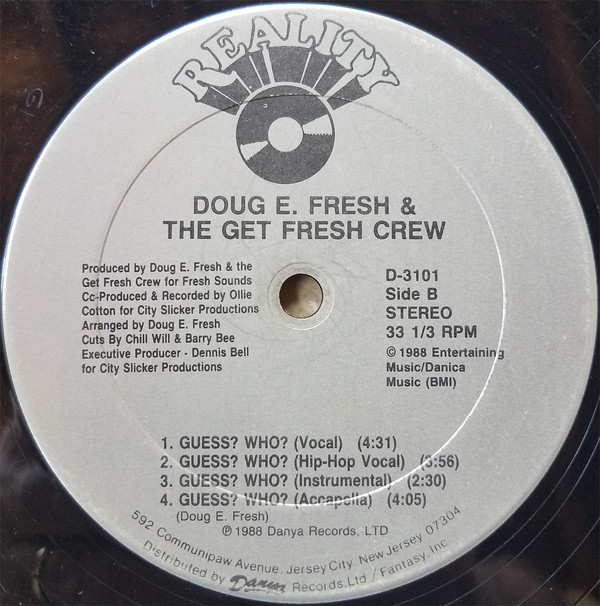 REALITY
DOUG E. FRESH &
THE GET FRESH CREW
Produced by Doug E. Fresh & the
Get Fresh Crew for Fresh Sounds
Cc-Produced & Recorded by Ollie
Cotton for City Slicker Productions
Arranged by Doug E. Fresh
Cuts By Chill Will & Barry Bee
Executive Producer - Dennis Bell
for City Slicker Productions
D-3101
Side B
STEREO
33 1/3 RPM
© 1988 Entertaining
Music/Danica
Music (BMI)
1. GUESS? WHO? (Vocal) (4:31)
2. GUESS? WHO? (Hip-Hop Vocal) (3:56)
3. GUESS? WHO? (Instrumental) (2:30)
4. GUESS? WHO? (Accapella) (4:05)
(Doug E. Fresh)
℗ 1988 Danya Records, LTD
592 Communipaw Avenue, Jersey City, New Jersey 07304
Distributed by Danya Records, Ltd / Fantasy, Inc